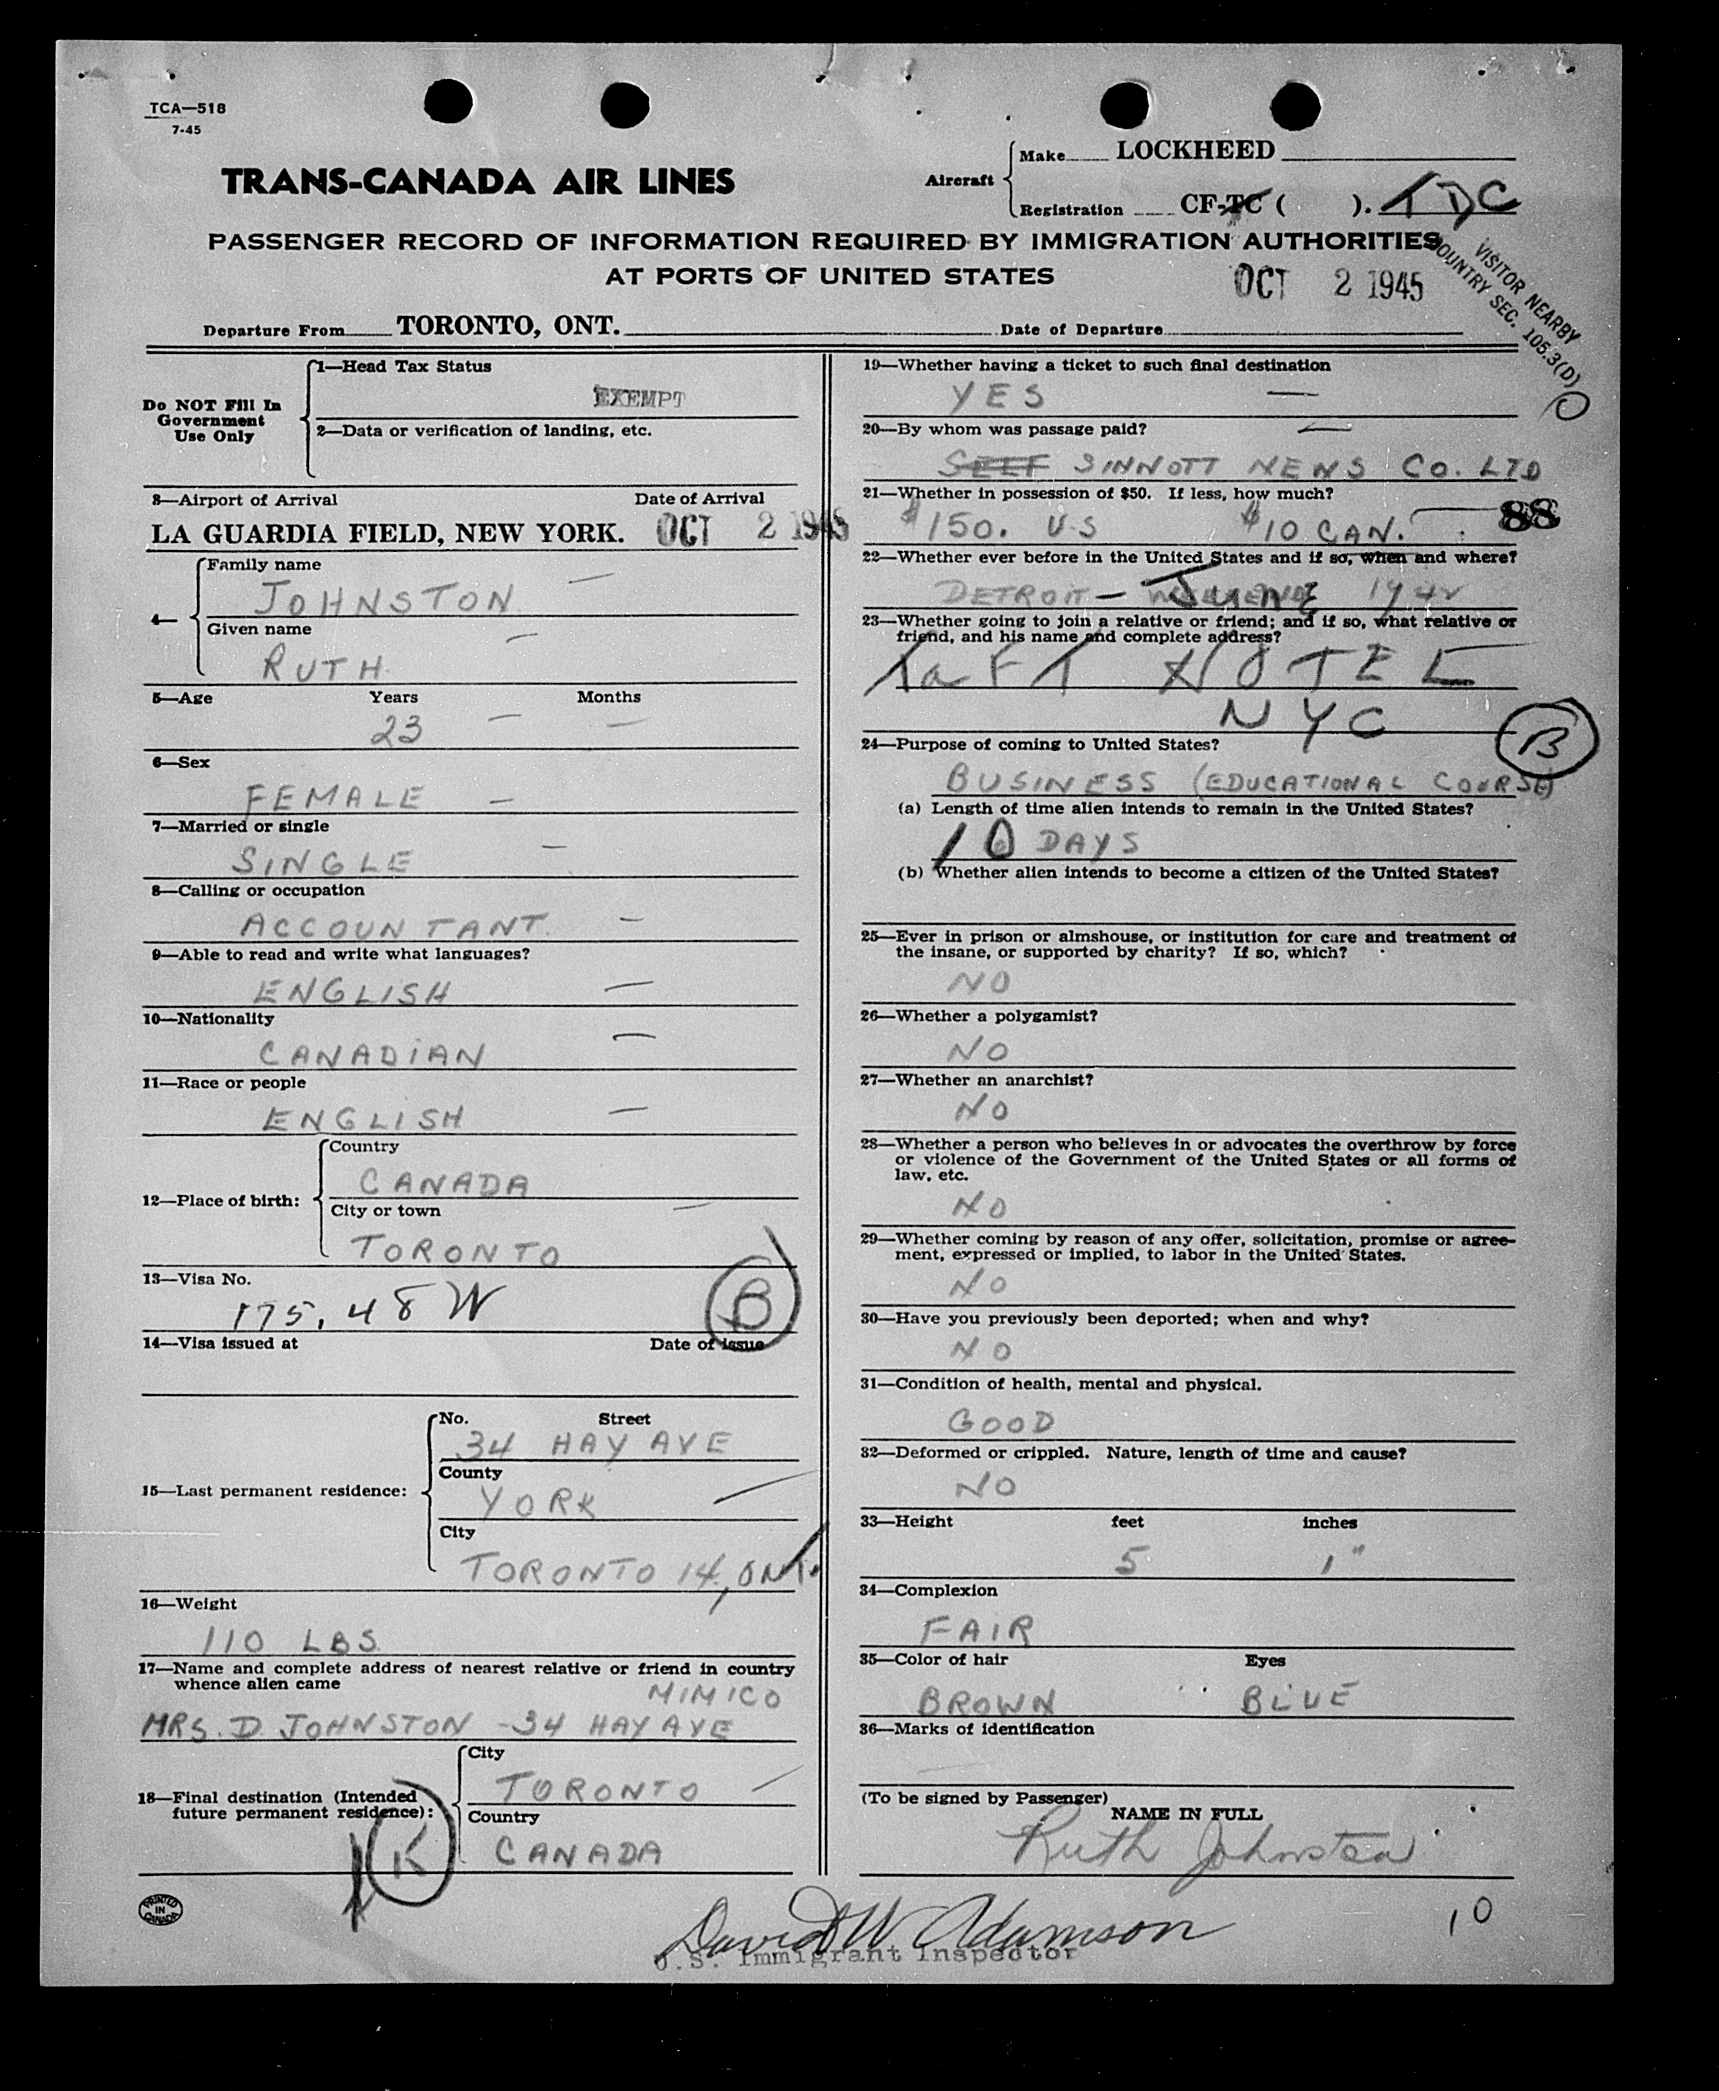 TCA—518
7-45
TRANS-CANADA AIR LINES
Aircraft
Make LOCKHEED
Registration CF-TC ( ). TDC
PASSENGER RECORD OF INFORMATION REQUIRED BY IMMIGRATION AUTHORITIES
AT PORTS OF UNITED STATES
OCT 2 1945
VISITOR NEARBY
COUNTRY SEC. 105.3(D)
Departure From TORONTO, ONT. Date of Departure
Do NOT Fill In
Government
Use Only
1—Head Tax Status
EXEMPT
2—Data or verification of landing, etc.
3—Airport of Arrival Date of Arrival
LA GUARDIA FIELD, NEW YORK. OCT 2 1945
4—
Family name
JOHNSTON
Given name
RUTH
5—Age Years Months
23 — —
6—Sex
FEMALE —
7—Married or single
SINGLE —
8—Calling or occupation
ACCOUNTANT. —
9—Able to read and write what languages?
ENGLISH —
10—Nationality
CANADIAN —
11—Race or people
ENGLISH —
12—Place of birth:
Country
CANADA
City or town
TORONTO
13—Visa No.
175.48 W
B
14—Visa issued at Date of issue
15—Last permanent residence:
No. Street
34 HAY AVE
County
YORK
City
TORONTO 14, ONT.
16—Weight
110 LBS
17—Name and complete address of nearest relative or friend in country
whence alien came
MIMICO
MRS. D. JOHNSTON - 34 HAY AVE
18—Final destination (Intended
future permanent residence):
City
TORONTO
Country
CANADA
K
PRINTED
IN
CANADA
19—Whether having a ticket to such final destination
YES —
20—By whom was passage paid?
SELF SINNOTT NEWS CO. LTD
21—Whether in possession of $50. If less, how much?
$150. U.S $10 CAN. 88
22—Whether ever before in the United States and if so, when and where?
DETROIT — June 1942
23—Whether going to join a relative or friend; and if so, what relative or
friend, and his name and complete address?
TaFT HOTEL
NYC
24—Purpose of coming to United States?
B
BUSINESS (EDUCATIONAL COURSE)
(a) Length of time alien intends to remain in the United States?
10 DAYS
(b) Whether alien intends to become a citizen of the United States?
25—Ever in prison or almshouse, or institution for care and treatment of
the insane, or supported by charity? If so, which?
NO
26—Whether a polygamist?
NO
27—Whether an anarchist?
NO
28—Whether a person who believes in or advocates the overthrow by force
or violence of the Government of the United States or all forms of
law, etc.
NO
29—Whether coming by reason of any offer, solicitation, promise or agree-
ment, expressed or implied, to labor in the United States.
NO
30—Have you previously been deported; when and why?
NO
31—Condition of health, mental and physical.
GOOD
32—Deformed or crippled. Nature, length of time and cause?
NO
33—Height feet inches
5 1"
34—Complexion
FAIR
35—Color of hair Eyes
BROWN BLUE
36—Marks of identification
(To be signed by Passenger)
NAME IN FULL
Ruth Johnston
David W Adamson
U.S. Immigrant Inspector
10